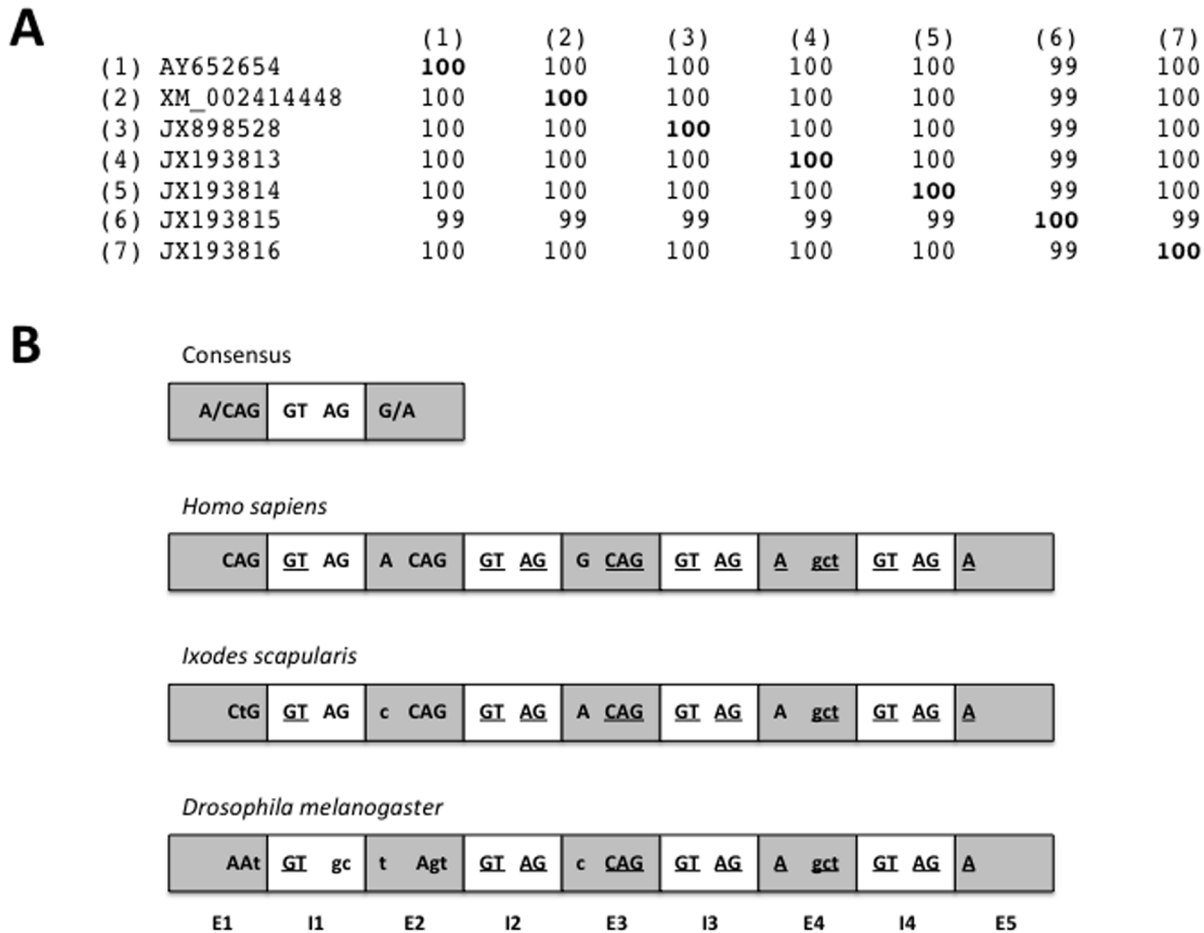 A
(1) (2) (3) (4) (5) (6) (7)
(1) AY652654 100 100 100 100 100 99 100
(2) XM_002414448 100 100 100 100 100 99 100
(3) JX898528 100 100 100 100 100 99 100
(4) JX193813 100 100 100 100 100 99 100
(5) JX193814 100 100 100 100 100 99 100
(6) JX193815 99 99 99 99 99 100 99
(7) JX193816 100 100 100 100 100 99 100
B
Consensus
A/CAG GT AG G/A
Homo sapiens
CAG GT AG A CAG GT AG G CAG GT AG A gct GT AG A
Ixodes scapularis
CtG GT AG c CAG GT AG A CAG GT AG A gct GT AG A
Drosophila melanogaster
AAt GT gc t Agt GT AG c CAG GT AG A gct GT AG A
E1 I1 E2 I2 E3 I3 E4 I4 E5